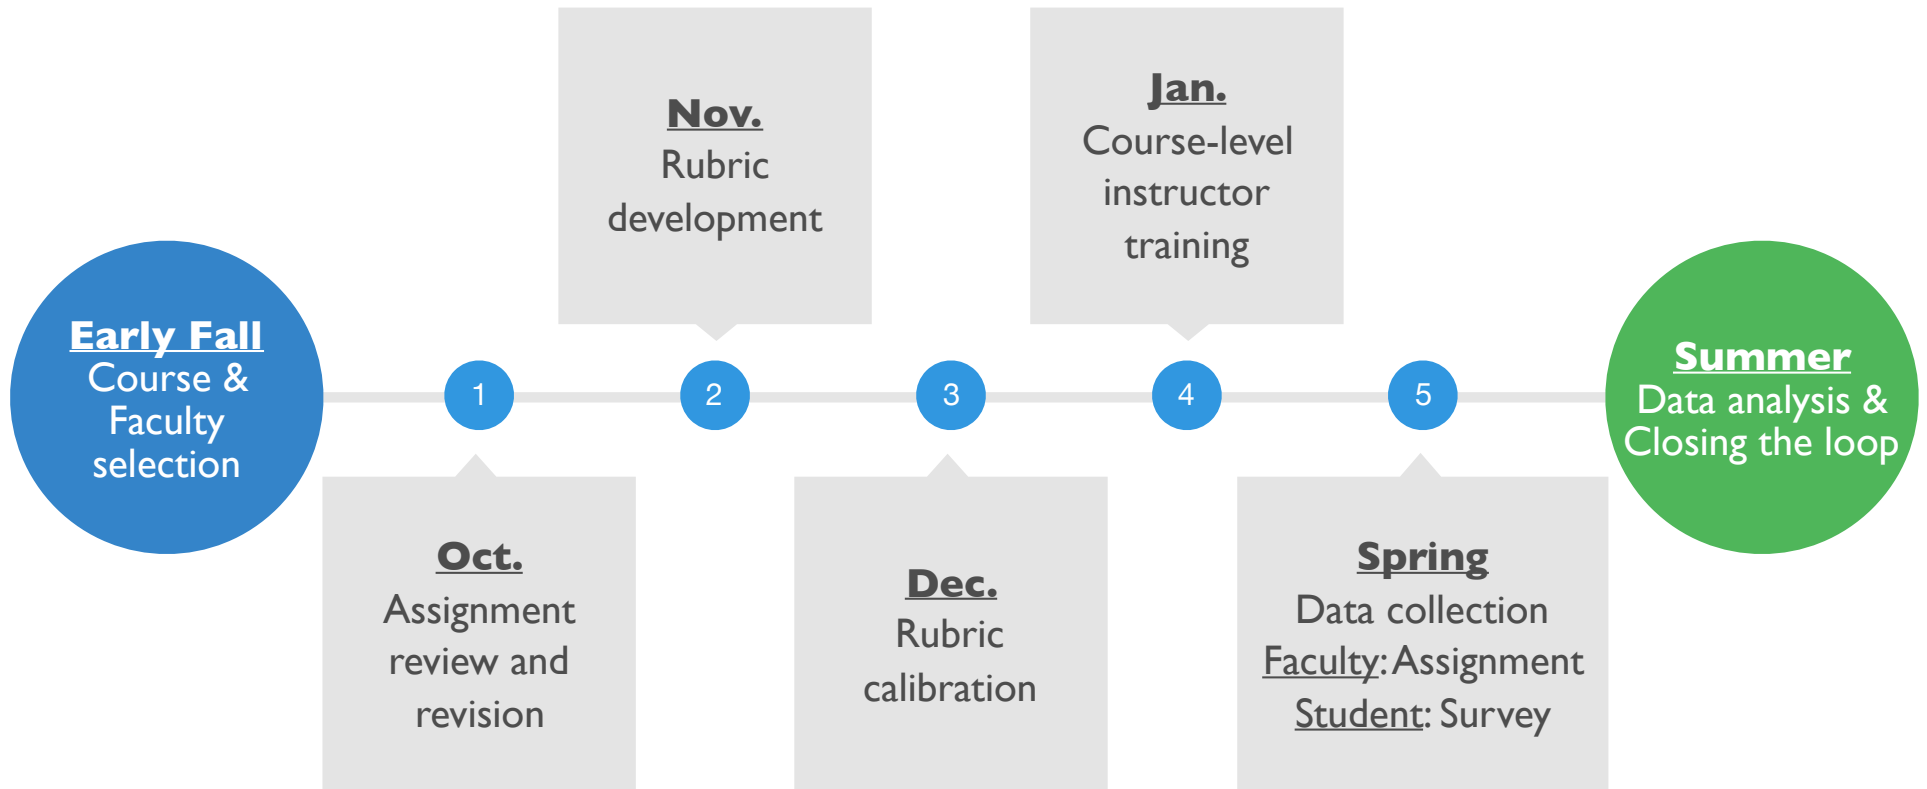 Early Fall
Course &
Faculty
selection
1
Oct.
Assignment
review and
revision
2
Nov.
Rubric
development
3
Dec.
Rubric
calibration
4
Jan.
Course-level
instructor
training
5
Spring
Data collection
Faculty: Assignment
Student: Survey
Summer
Data analysis &
Closing the loop